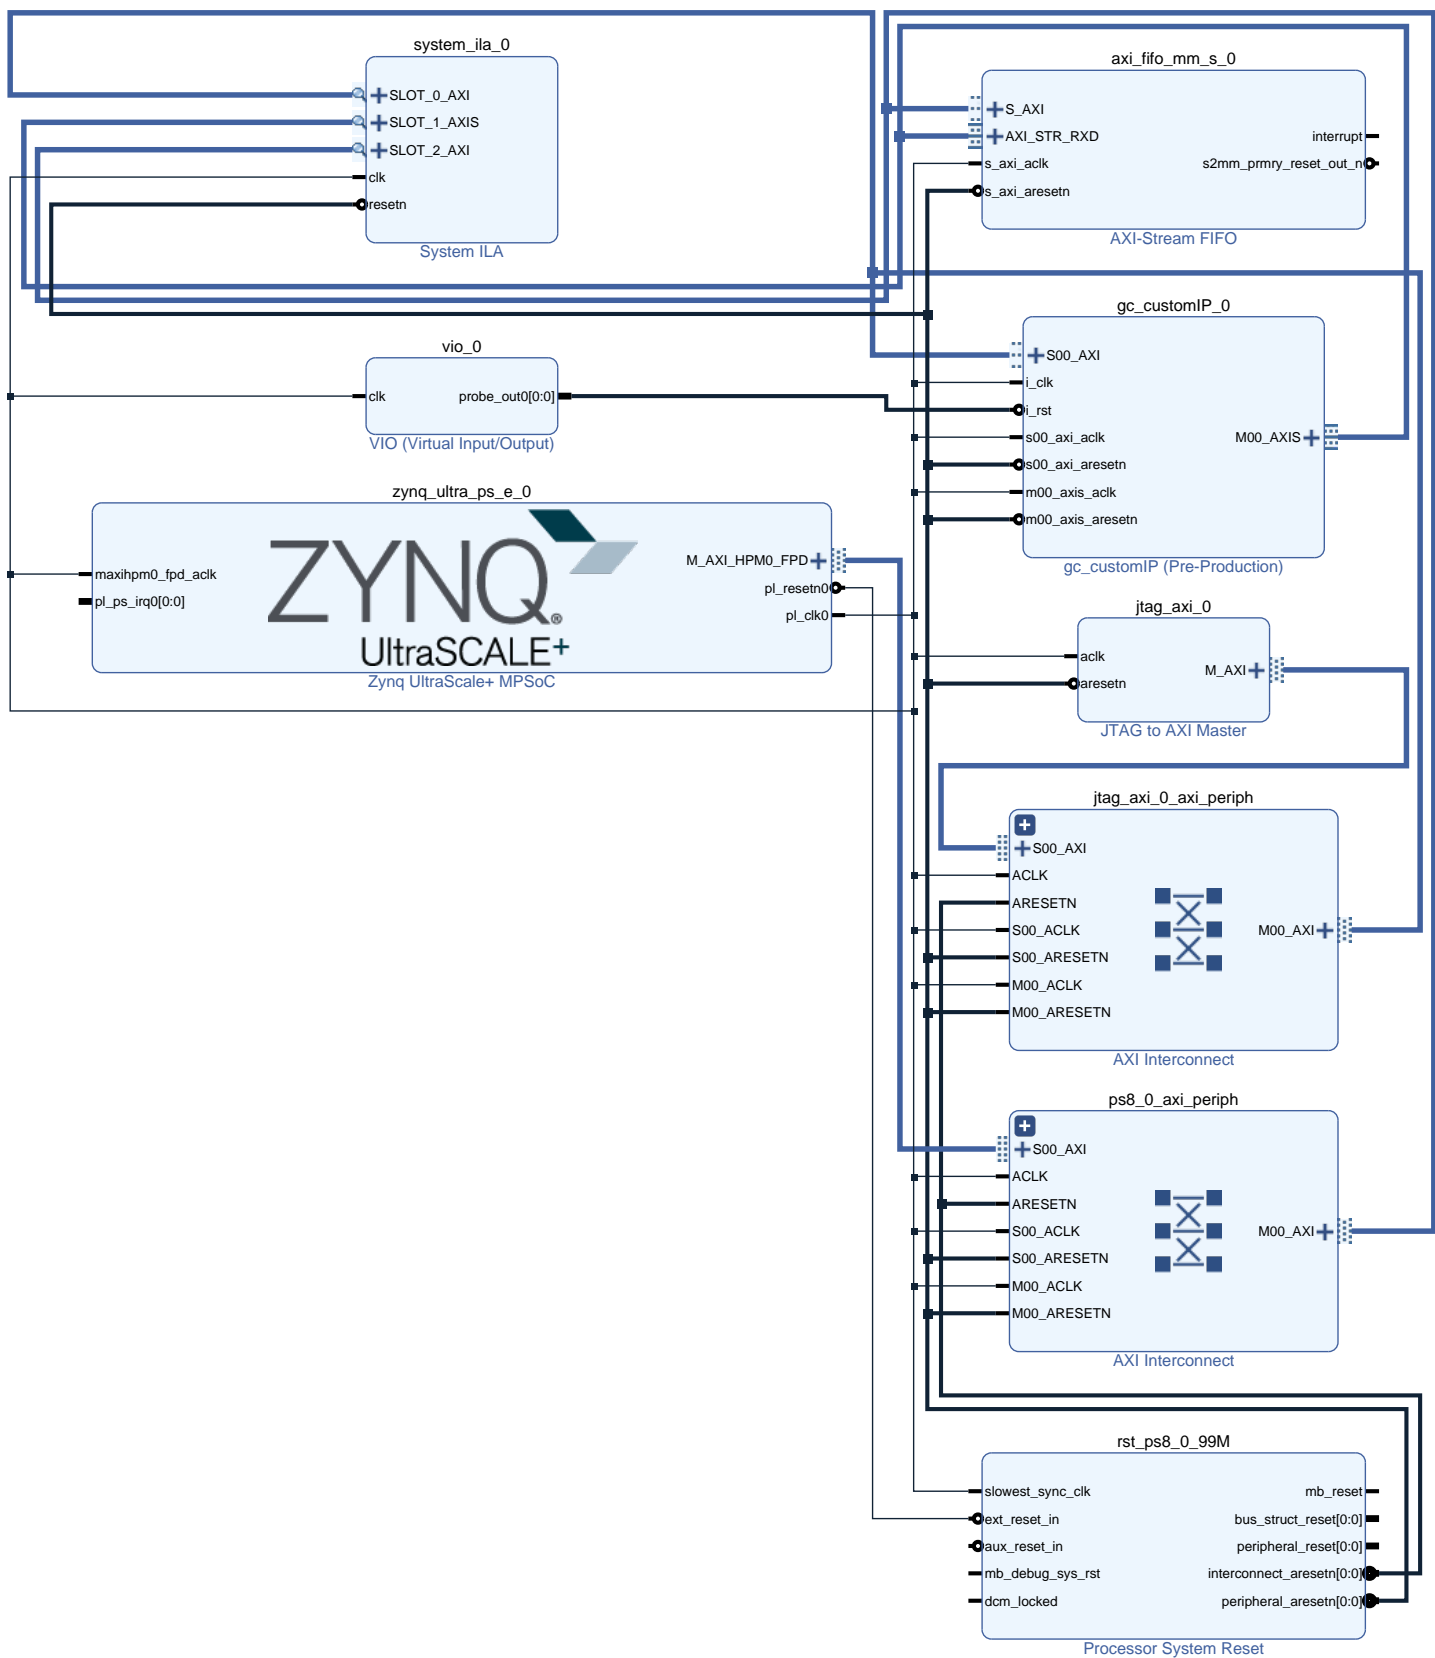 system_ila_0
SLOT_0_AXI
SLOT_1_AXIS
SLOT_2_AXI
clk
resetn
System ILA
axi_fifo_mm_s_0
S_AXI
AXI_STR_RXD
s_axi_aclk
s_axi_aresetn
interrupt
s2mm_prmry_reset_out_n
AXI-Stream FIFO
vio_0
clk
probe_out0[0:0]
VIO (Virtual Input/Output)
gc_customIP_0
S00_AXI
i_clk
i_rst
s00_axi_aclk
s00_axi_aresetn
m00_axis_aclk
m00_axis_aresetn
M00_AXIS
gc_customIP (Pre-Production)
zynq_ultra_ps_e_0
maxihpm0_fpd_aclk
pl_ps_irq0[0:0]
ZYNQ®
UltraSCALE+
M_AXI_HPM0_FPD
pl_resetn0
pl_clk0
Zynq UltraScale+ MPSoC
jtag_axi_0
aclk
aresetn
M_AXI
JTAG to AXI Master
jtag_axi_0_axi_periph
S00_AXI
ACLK
ARESETN
S00_ACLK
S00_ARESETN
M00_ACLK
M00_ARESETN
M00_AXI
AXI Interconnect
ps8_0_axi_periph
S00_AXI
ACLK
ARESETN
S00_ACLK
S00_ARESETN
M00_ACLK
M00_ARESETN
M00_AXI
AXI Interconnect
rst_ps8_0_99M
slowest_sync_clk
ext_reset_in
aux_reset_in
mb_debug_sys_rst
dcm_locked
mb_reset
bus_struct_reset[0:0]
peripheral_reset[0:0]
interconnect_aresetn[0:0]
peripheral_aresetn[0:0]
Processor System Reset